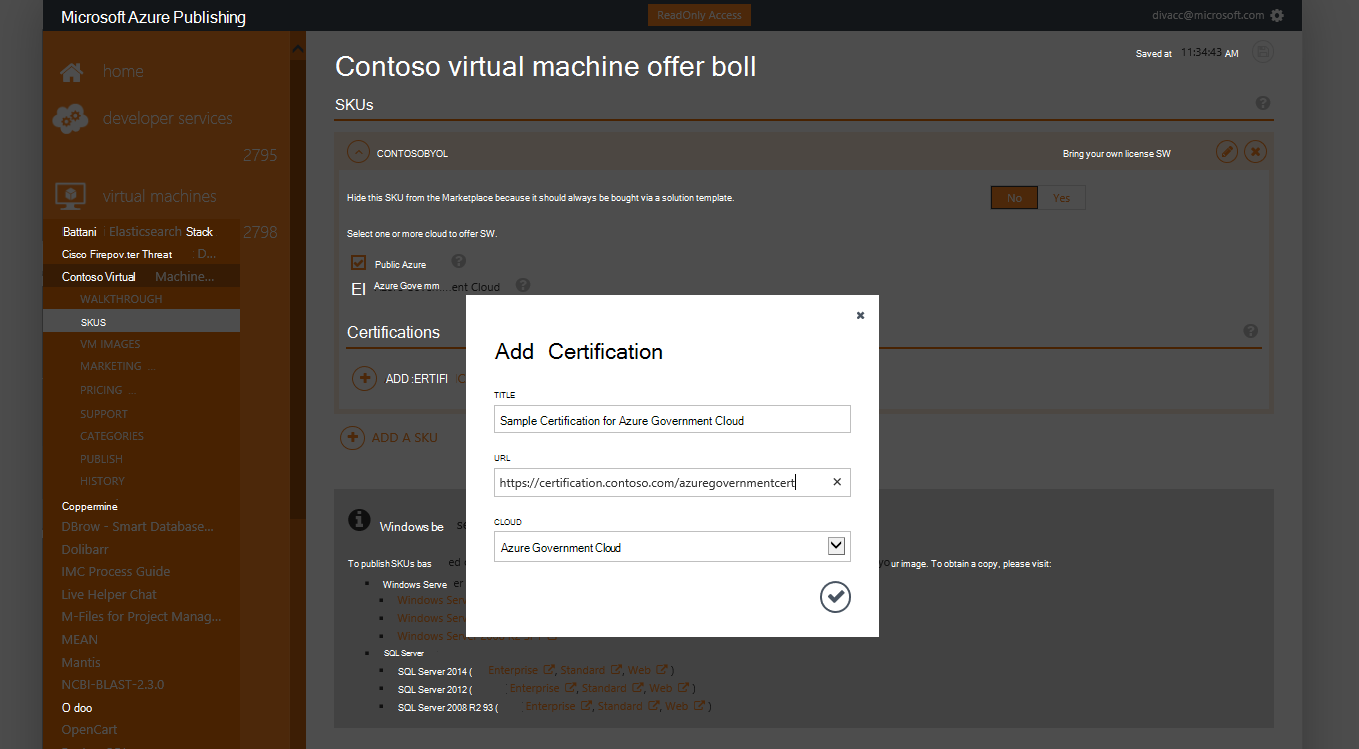 Microsoft Azure Publishing
ReadOnly Access
divacc@microsoft.com
home
developer services
2795
virtual machines
Battani Elasticsearch Stack
2798
Cisco Firepov.ter Threat D...
Contoso Virtual Machine...
WALKTHROUGH
SKUS
VM IMAGES
MARKETING ...
PRICING ...
SUPPORT
CATEGORIES
PUBLISH
HISTORY
Coppermine
DBrow - Smart Database...
Dolibarr
IMC Process Guide
Live Helper Chat
M-Files for Project Manag...
MEAN
Mantis
NCBI-BLAST-2.3.0
O doo
OpenCart
Saved at 11:34:43 AM
Contoso virtual machine offer boll
SKUs
CONTOSOBYOL
Bring your own license SW
Hide this SKU from the Marketplace because it should always be bought via a solution template.
No Yes
Select one or more cloud to offer SW.
Public Azure
EI Azure Gove mm ...ent Cloud
Certifications
ADD :ERTIFI
ADD A SKU
Add Certification
TITLE
Sample Certification for Azure Government Cloud
URL
https://certification.contoso.com/azuregovernmentcert
CLOUD
Azure Government Cloud
Windows be
To publish SKUs bas ed
ur image. To obtain a copy, please visit:
Windows Serve er
Windows Serv
Windows Serv
Windows Server
SQL Server
SQL Server 2014 ( Enterprise , Standard , Web )
SQL Server 2012 ( Enterprise , Standard , Web )
SQL Server 2008 R2 93 ( Enterprise , Standard , Web )